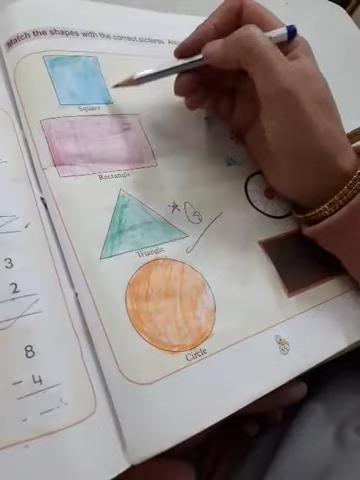 Match the shapes with the correct pictures.
Square
Rectangle
Triangle
G
Circle
3
2
8
- 4